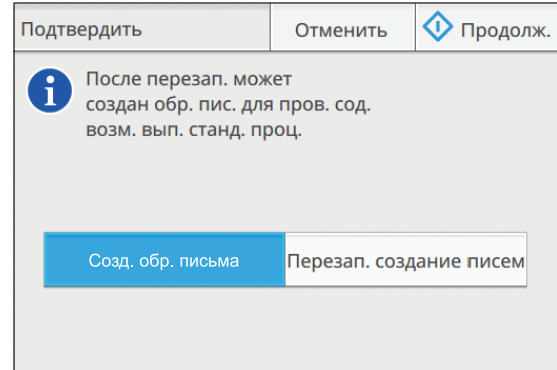 Подтвердить
Отменить
Продолж.
После перезап. может
создан обр. пис. для пров. сод.
возм. вып. станд. проц.
Созд. обр. письма
Перезап. создание писем